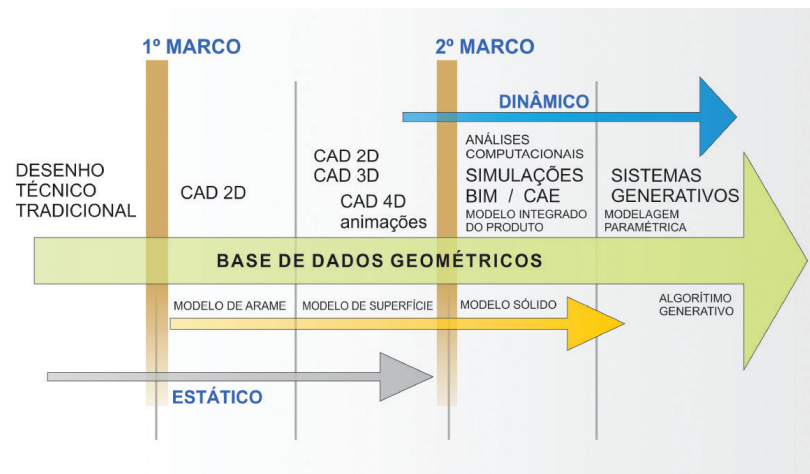 1º MARCO
2º MARCO
DINÂMICO
DESENHO
TÉCNICO
TRADICIONAL
CAD 2D
CAD 2D
CAD 3D
CAD 4D
animações
ANÁLISES
COMPUTACIONAIS
SIMULAÇÕES
BIM / CAE
MODELO INTEGRADO
DO PRODUTO
SISTEMAS
GENERATIVOS
MODELAGEM
PARAMÉTRICA
BASE DE DADOS GEOMÉTRICOS
MODELO DE ARAME
MODELO DE SUPERFÍCIE
MODELO SÓLIDO
ALGORÍTIMO
GENERATIVO
ESTÁTICO